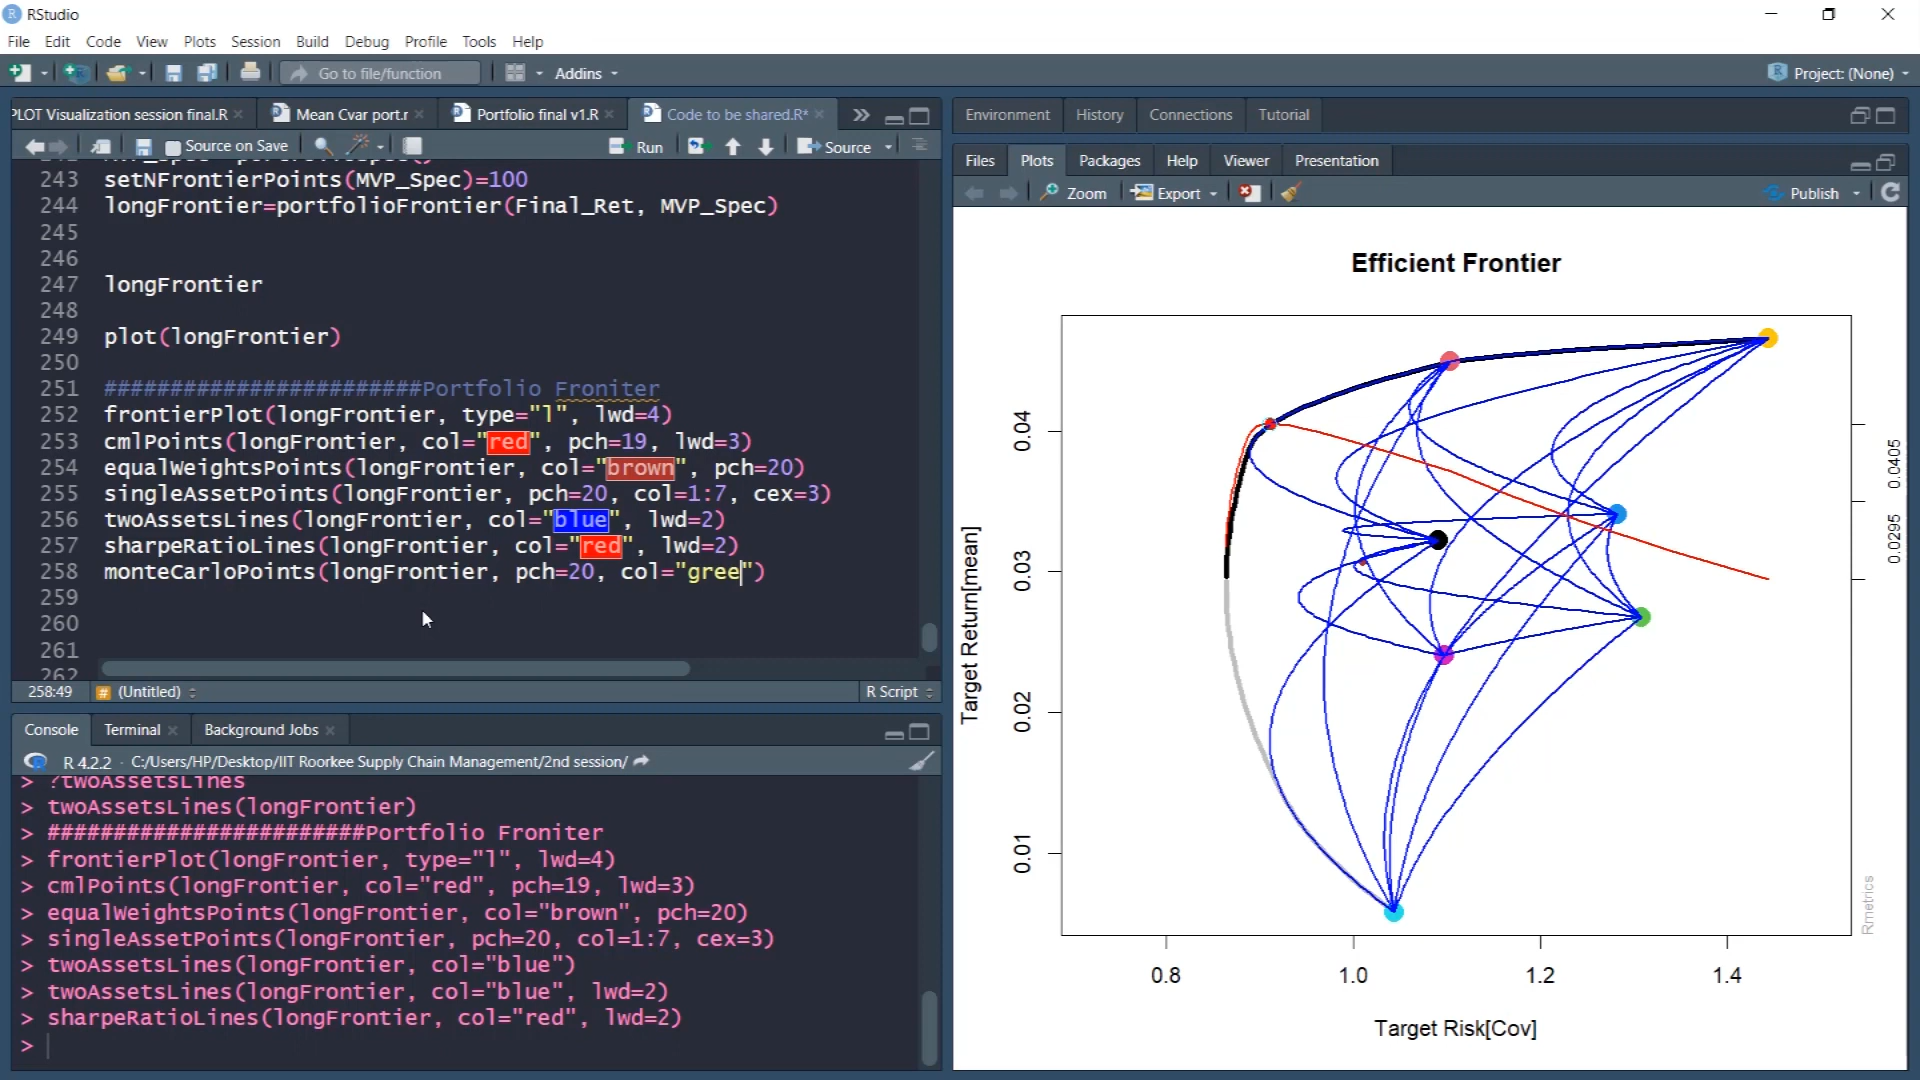 RStudio
File Edit Code View Plots Session Build Debug Profile Tools Help
Go to file/function Addins Project: (None)
PLOT Visualization session final.R Mean Cvar port.r Portfolio final v1.R Code to be shared.R*
Source on Save Run Source
243 setNFrontierPoints(MVP_Spec)=100
244 longFrontier=portfolioFrontier(Final_Ret, MVP_Spec)
245
246
247 longFrontier
248
249 plot(longFrontier)
250
251 ########################Portfolio Froniter
252 frontierPlot(longFrontier, type="l", lwd=4)
253 cmlPoints(longFrontier, col="red", pch=19, lwd=3)
254 equalWeightsPoints(longFrontier, col="brown", pch=20)
255 singleAssetPoints(longFrontier, pch=20, col=1:7, cex=3)
256 twoAssetsLines(longFrontier, col="blue", lwd=2)
257 sharpeRatioLines(longFrontier, col="red", lwd=2)
258 monteCarloPoints(longFrontier, pch=20, col="gree")
259
260
261
262
258:49 # (Untitled) R Script
Console Terminal Background Jobs
R 4.2.2 · C:/Users/HP/Desktop/IIT Roorkee Supply Chain Management/2nd session/
> ?twoAssetsLines
> twoAssetsLines(longFrontier)
> ########################Portfolio Froniter
> frontierPlot(longFrontier, type="l", lwd=4)
> cmlPoints(longFrontier, col="red", pch=19, lwd=3)
> equalWeightsPoints(longFrontier, col="brown", pch=20)
> singleAssetPoints(longFrontier, pch=20, col=1:7, cex=3)
> twoAssetsLines(longFrontier, col="blue")
> twoAssetsLines(longFrontier, col="blue", lwd=2)
> sharpeRatioLines(longFrontier, col="red", lwd=2)
>
Environment History Connections Tutorial
Files Plots Packages Help Viewer Presentation
Zoom Export Publish
Efficient Frontier
Target Return[mean]
0.04
0.03
0.02
0.01
0.0405
0.0295
Rmetrics
0.8 1.0 1.2 1.4
Target Risk[Cov]